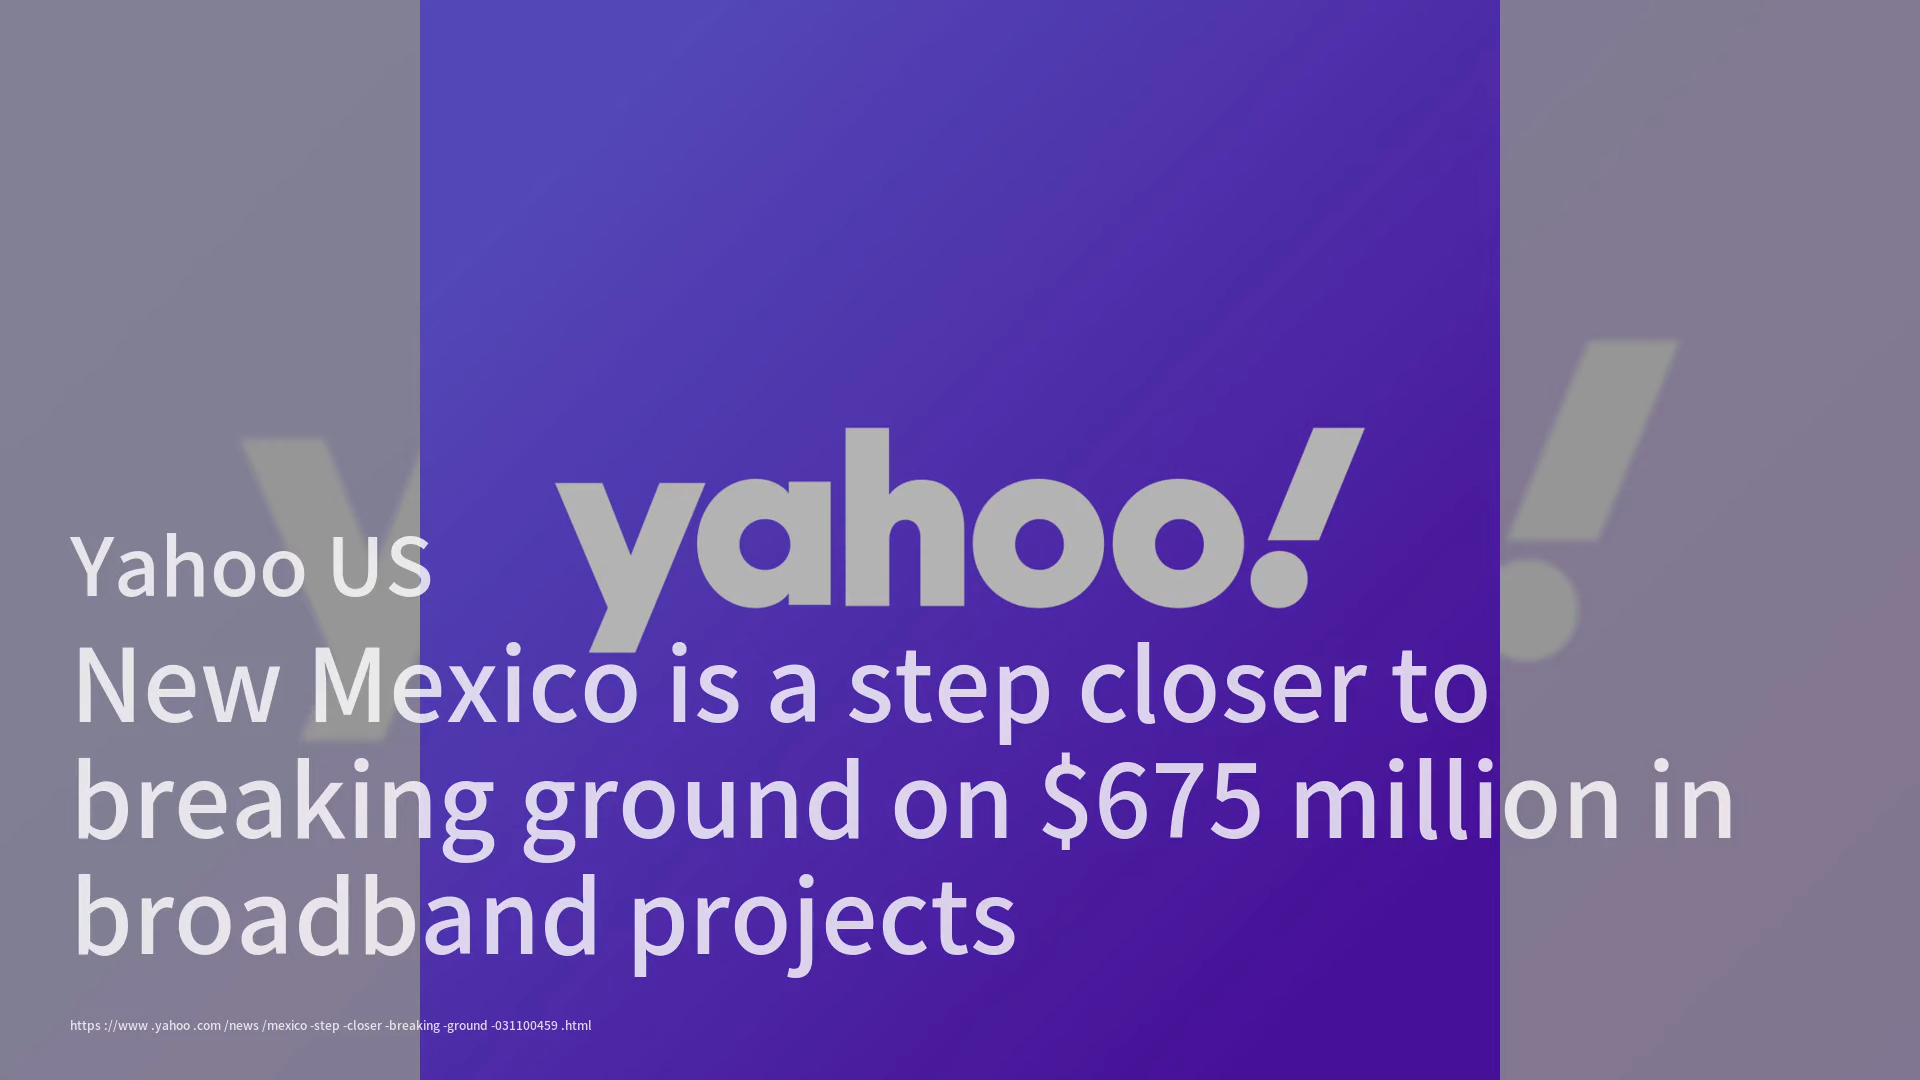 yahoo!
Yahoo US
New Mexico is a step closer to
breaking ground on $675 million in
broadband projects
https ://www .yahoo .com /news /mexico -step -closer -breaking -ground -031100459 .html